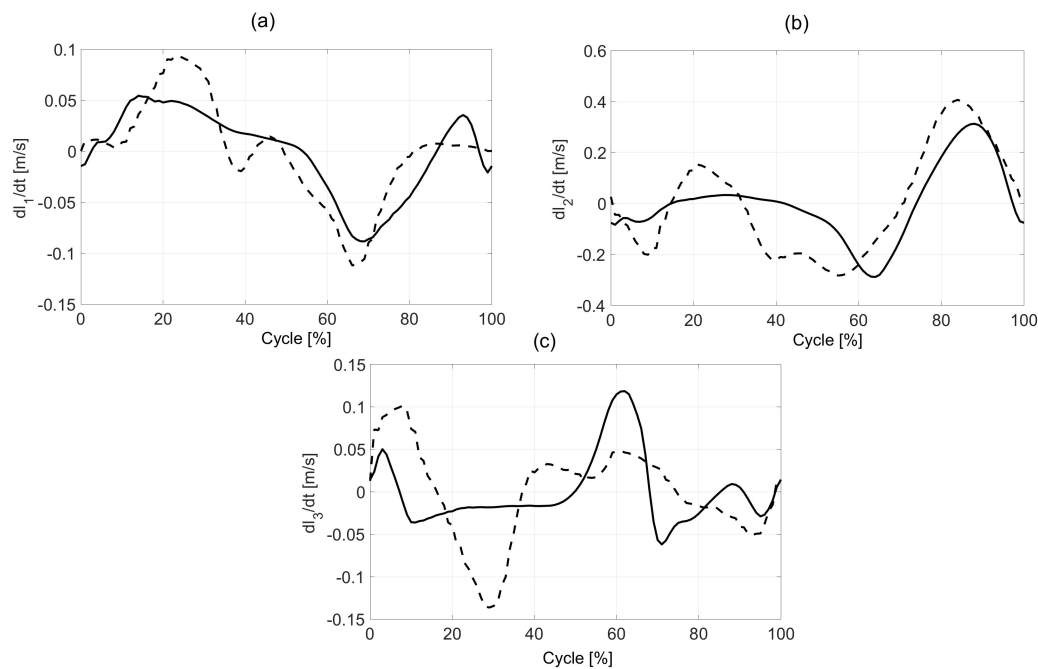 (a)
0.1
0.05
0
-0.05
-0.1
-0.15
dl1/dt [m/s]
0 20 40 60 80 100
Cycle [%]
(b)
0.6
0.4
0.2
0
-0.2
-0.4
dl2/dt [m/s]
0 20 40 60 80 100
Cycle [%]
(c)
0.15
0.1
0.05
0
-0.05
-0.1
-0.15
dl3/dt [m/s]
0 20 40 60 80 100
Cycle [%]